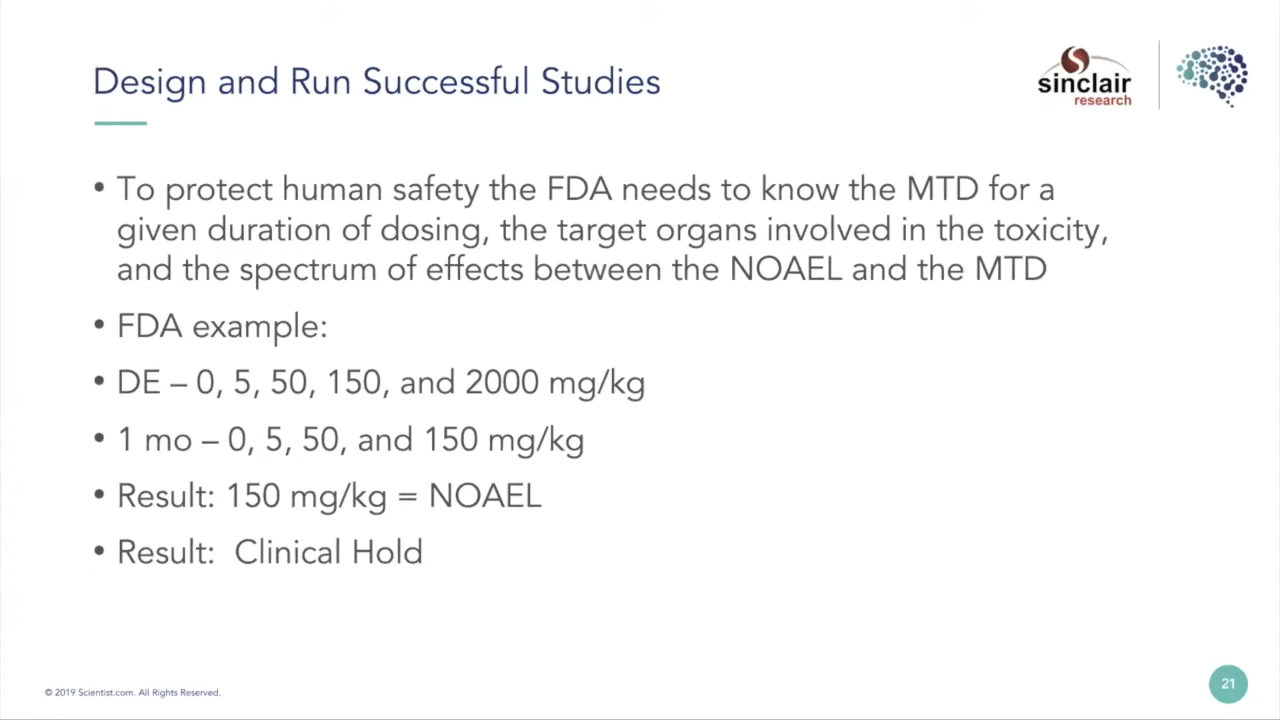 Design and Run Successful Studies
sinclair
research
• To protect human safety the FDA needs to know the MTD for a
given duration of dosing, the target organs involved in the toxicity,
and the spectrum of effects between the NOAEL and the MTD
• FDA example:
• DE – 0, 5, 50, 150, and 2000 mg/kg
• 1 mo – 0, 5, 50, and 150 mg/kg
• Result: 150 mg/kg = NOAEL
• Result:  Clinical Hold
© 2019 Scientist.com. All Rights Reserved.
21